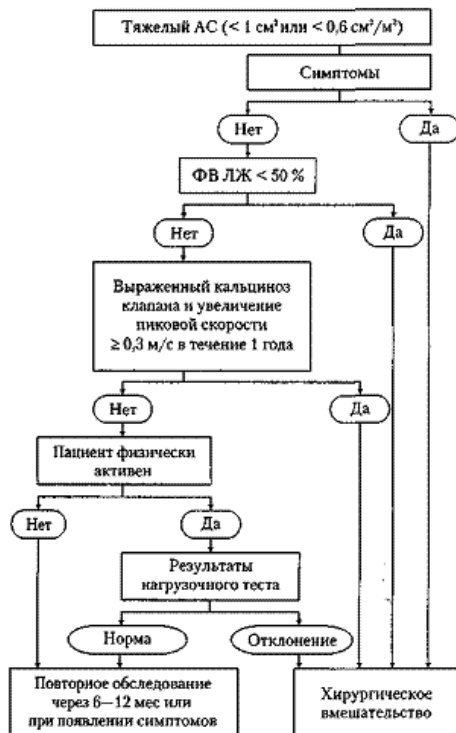 Тяжелый АС (< 1 см² или < 0,6 см²/м²)
Симптомы
Нет
Да
ФВ ЛЖ < 50 %
Нет
Да
Выраженный кальциноз
клапана и увеличение
пиковой скорости
≥ 0,3 м/с в течение 1 года
Нет
Да
Пациент физически
активен
Нет
Да
Результаты
нагрузочного теста
Норма
Отклонение
Повторное обследование
через 6—12 мес или
при появлении симптомов
Хирургическое
вмешательство